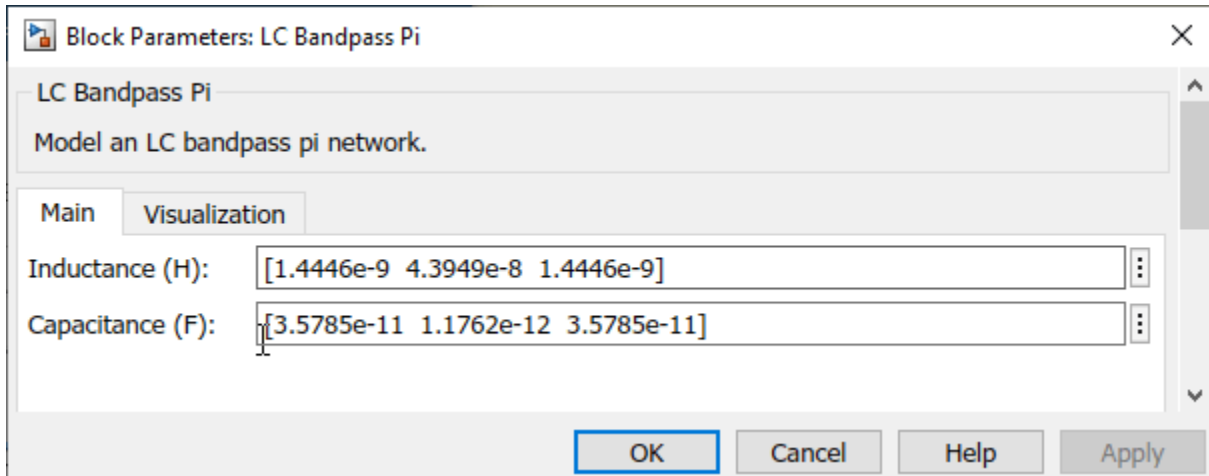 Block Parameters: LC Bandpass Pi
LC Bandpass Pi
Model an LC bandpass pi network.
Main Visualization
Inductance (H): [1.4446e-9 4.3949e-8 1.4446e-9]
Capacitance (F): [3.5785e-11 1.1762e-12 3.5785e-11]
OK Cancel Help Apply